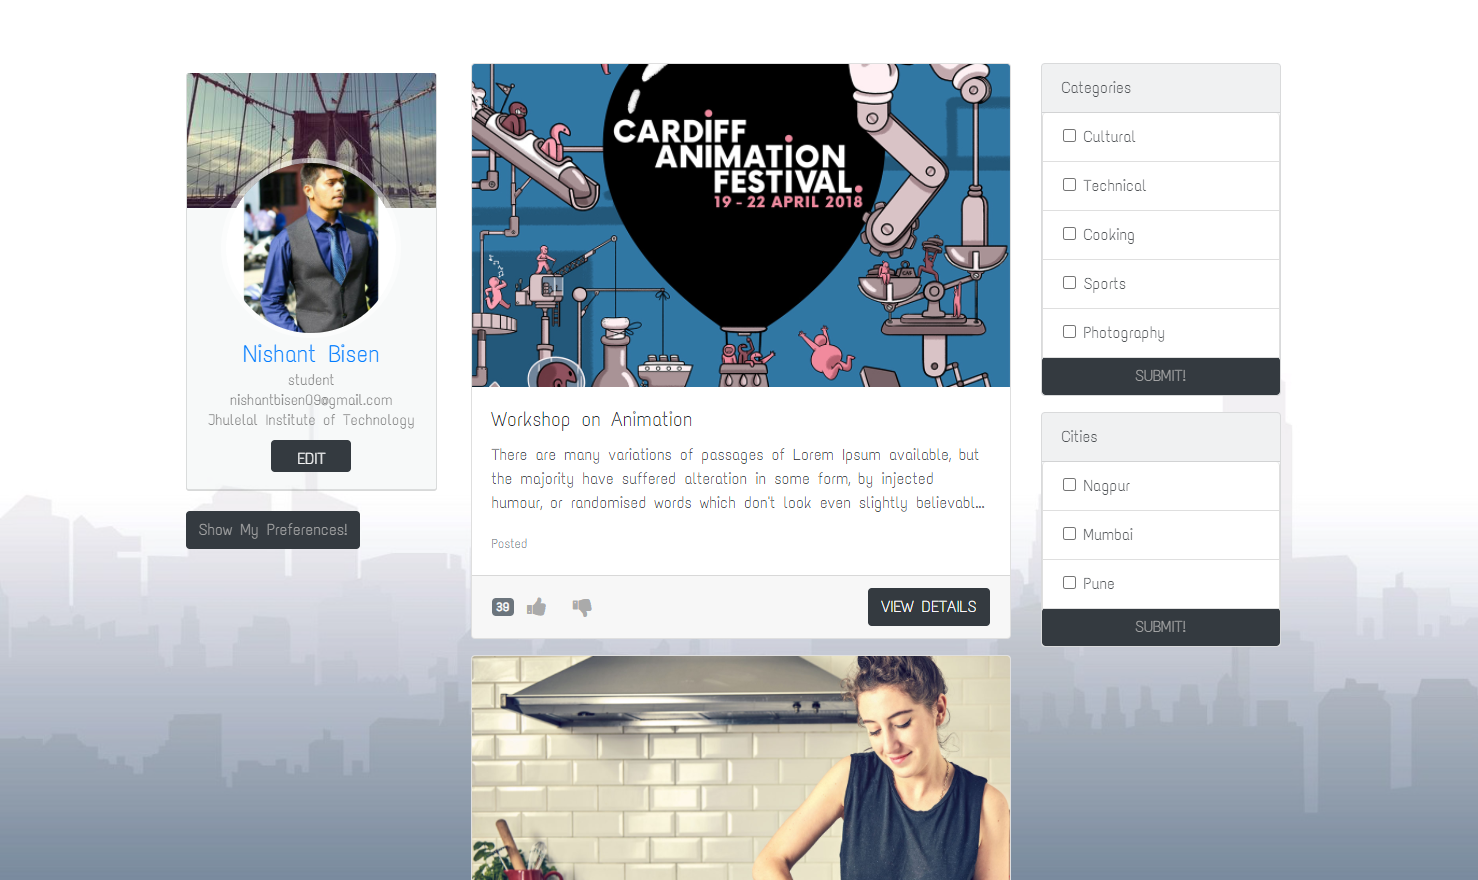 Nishant Bisen
student
nishantbisen09@gmail.com
Jhulelal Institute of Technology
EDIT
Show My Preferences!
CARDiFF
ANiMATiON
FESTiVAL.
19 - 22 APRIL 2018
Workshop on Animation
There are many variations of passages of Lorem Ipsum available, but
the majority have suffered alteration in some form, by injected
humour, or randomised words which don't look even slightly believabl...
Posted
39
VIEW DETAILS
Categories
Cultural
Technical
Cooking
Sports
Photography
SUBMIT!
Cities
Nagpur
Mumbai
Pune
SUBMIT!